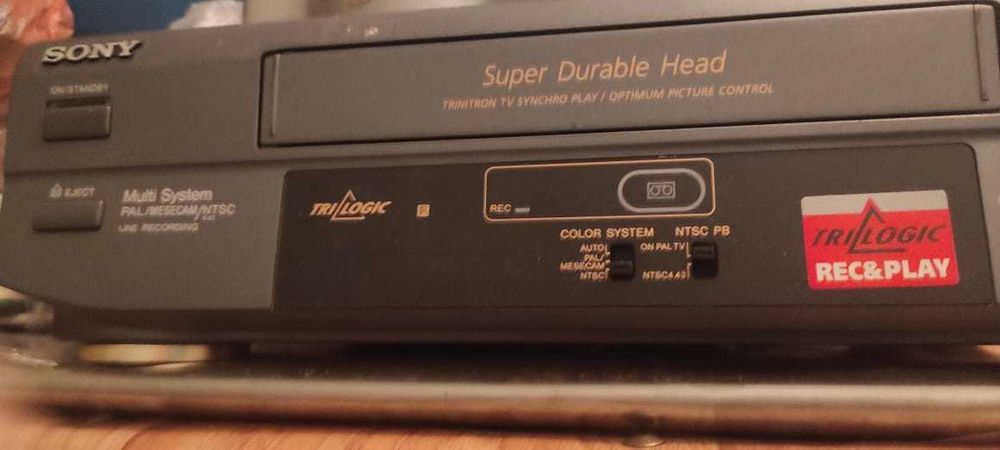 SONY
ON/STANDBY
Super Durable Head
TRINITRON TV SYNCHRO PLAY / OPTIMUM PICTURE CONTROL
EJECT
Multi System
PAL/MESECAM/NTSC 4.43
LINE RECORDING
TRILOGIC
REC
COLOR SYSTEM
AUTO
PAL/
MESECAM
NTSC
NTSC PB
ON PAL TV
NTSC4.43
TRILOGIC
REC&PLAY